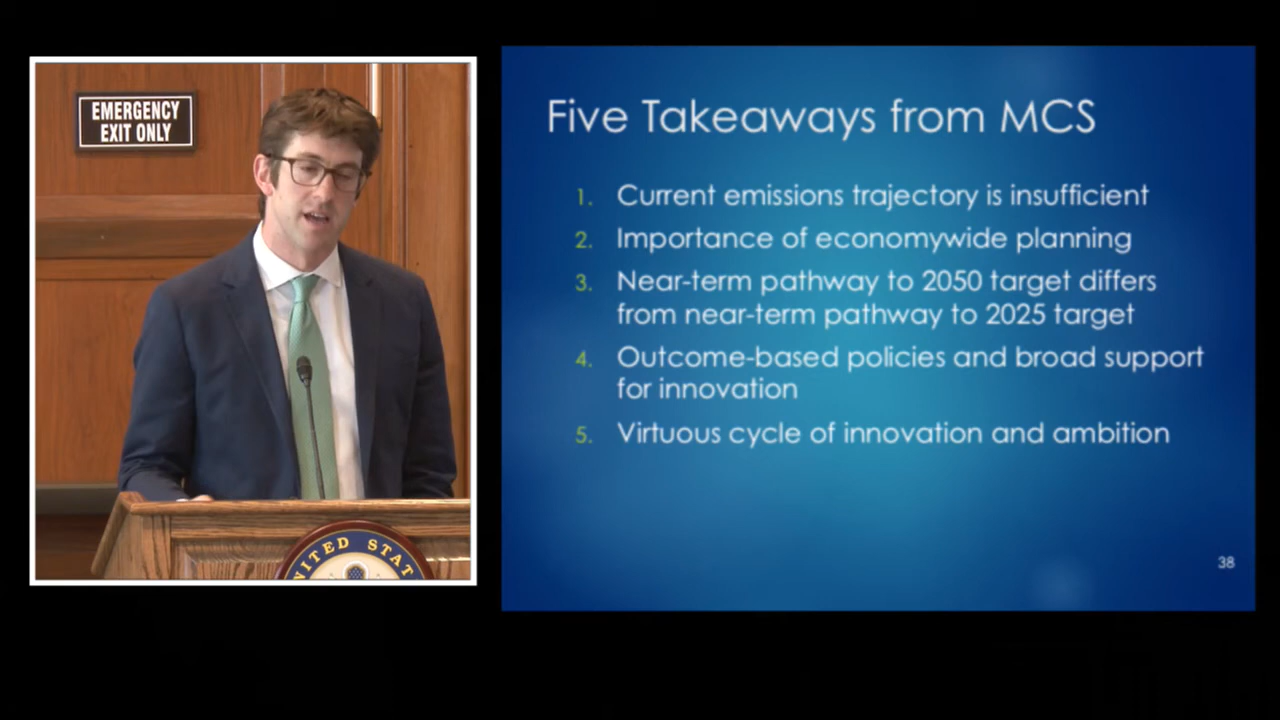 EMERGENCY
EXIT ONLY
UNITED STAT
Five Takeaways from MCS
1. Current emissions trajectory is insufficient
2. Importance of economywide planning
3. Near-term pathway to 2050 target differs
from near-term pathway to 2025 target
4. Outcome-based policies and broad support
for innovation
5. Virtuous cycle of innovation and ambition
38